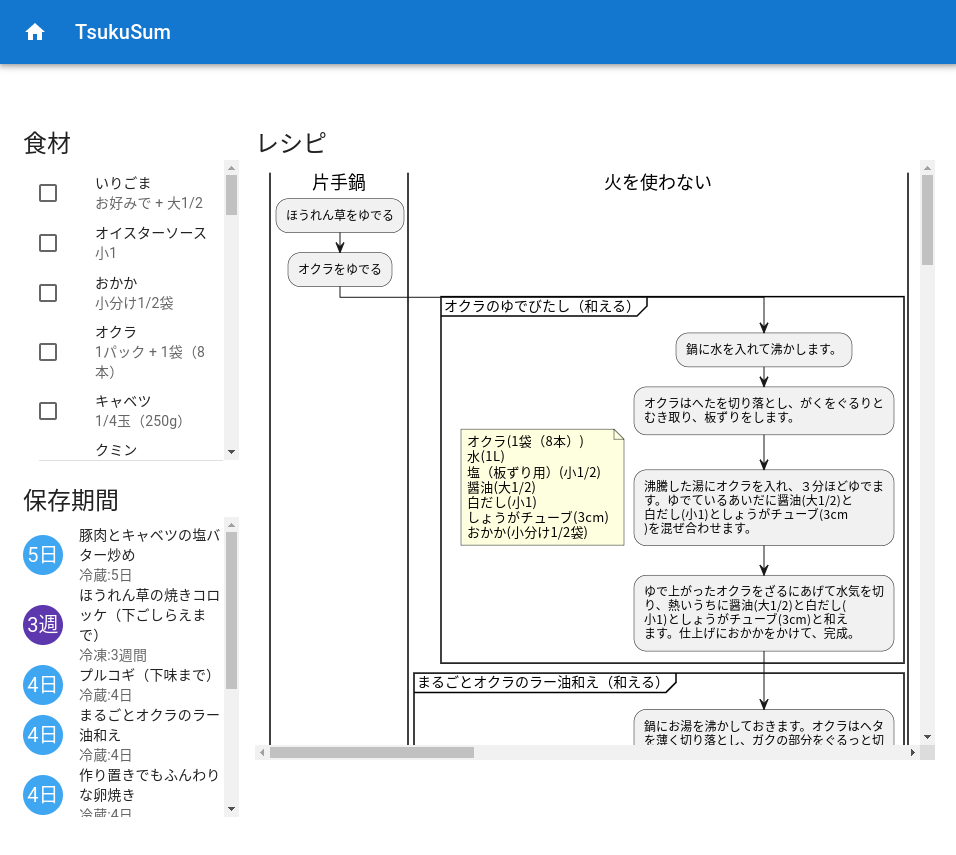 TsukuSum
食材
いりごま
お好みで + 大1/2
オイスターソース
小1
おかか
小分け1/2袋
オクラ
1パック + 1袋（8
本）
キャベツ
1/4玉（250g）
クミン
保存期間
5日
豚肉とキャベツの塩バ
ター炒め
冷蔵:5日
3週
ほうれん草の焼きコロ
ッケ（下ごしらえま
で）
冷凍:3週間
4日
プルコギ（下味まで）
冷蔵:4日
4日
まるごとオクラのラー
油和え
冷蔵:4日
4日
作り置きでもふんわり
な卵焼き
冷蔵:4日
レシピ
片手鍋
火を使わない
ほうれん草をゆでる
オクラをゆでる
オクラのゆでびたし（和える）
鍋に水を入れて沸かします。
オクラはへたを切り落とし、がくをぐるりと
むき取り、板ずりをします。
オクラ(1袋（8本）)
水(1L)
塩（板ずり用）(小1/2)
醤油(大1/2)
白だし(小1)
しょうがチューブ(3cm)
おかか(小分け1/2袋)
沸騰した湯にオクラを入れ、３分ほどゆでま
す。ゆでているあいだに醤油(大1/2)と
白だし(小1)としょうがチューブ(3cm
)を混ぜ合わせます。
ゆで上がったオクラをざるにあげて水気を切
り、熱いうちに醤油(大1/2)と白だし(
小1)としょうがチューブ(3cm)と和え
ます。仕上げにおかかをかけて、完成。
まるごとオクラのラー油和え（和える）
鍋にお湯を沸かしておきます。オクラはヘタ
を薄く切り落とし、ガクの部分をぐるっと切